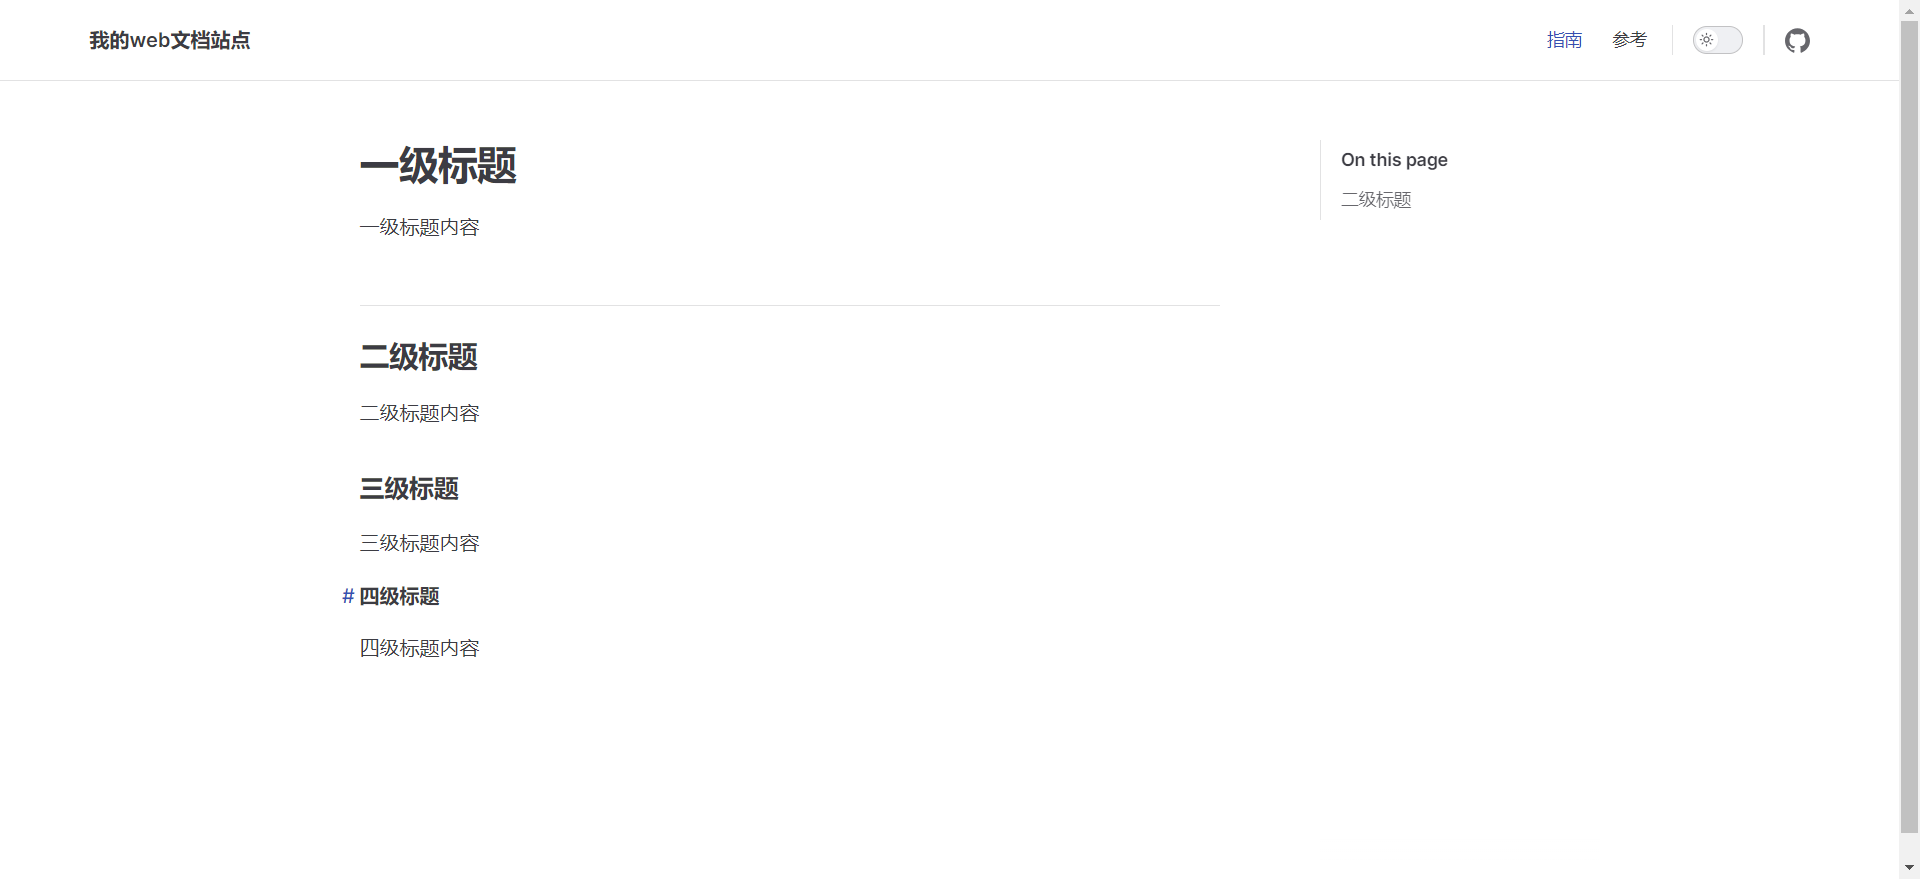 我的web文档站点
指南 参考
一级标题
一级标题内容
二级标题
二级标题内容
三级标题
三级标题内容
# 四级标题
四级标题内容
On this page
二级标题